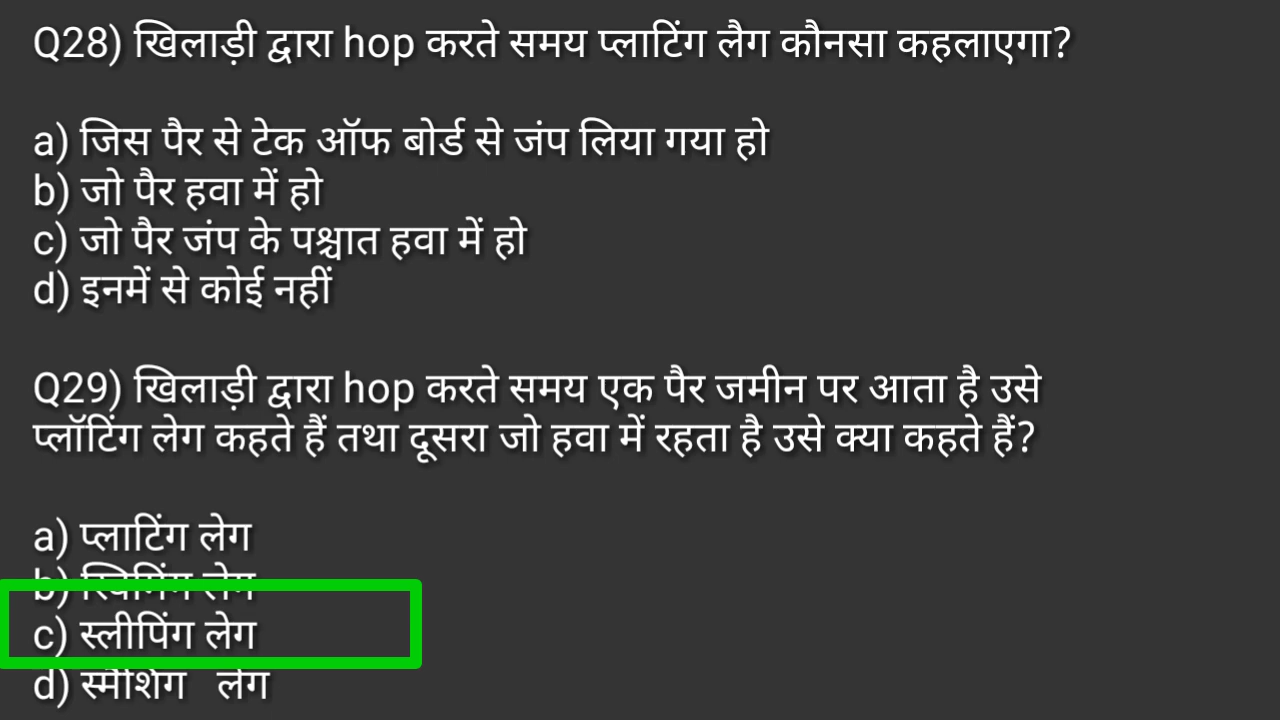 Q28) खिलाड़ी द्वारा hop करते समय प्लाटिंग लैग कौनसा कहलाएगा?
a) जिस पैर से टेक ऑफ बोर्ड से जंप लिया गया हो
b) जो पैर हवा में हो
c) जो पैर जंप के पश्चात हवा में हो
d) इनमें से कोई नहीं
Q29) खिलाड़ी द्वारा hop करते समय एक पैर जमीन पर आता है उसे
प्लॉटिंग लेग कहते हैं तथा दूसरा जो हवा में रहता है उसे क्या कहते हैं?
a) प्लाटिंग लेग
b) लेग
c) स्लीपिंग लेग
d) स्मैशिंग लेग